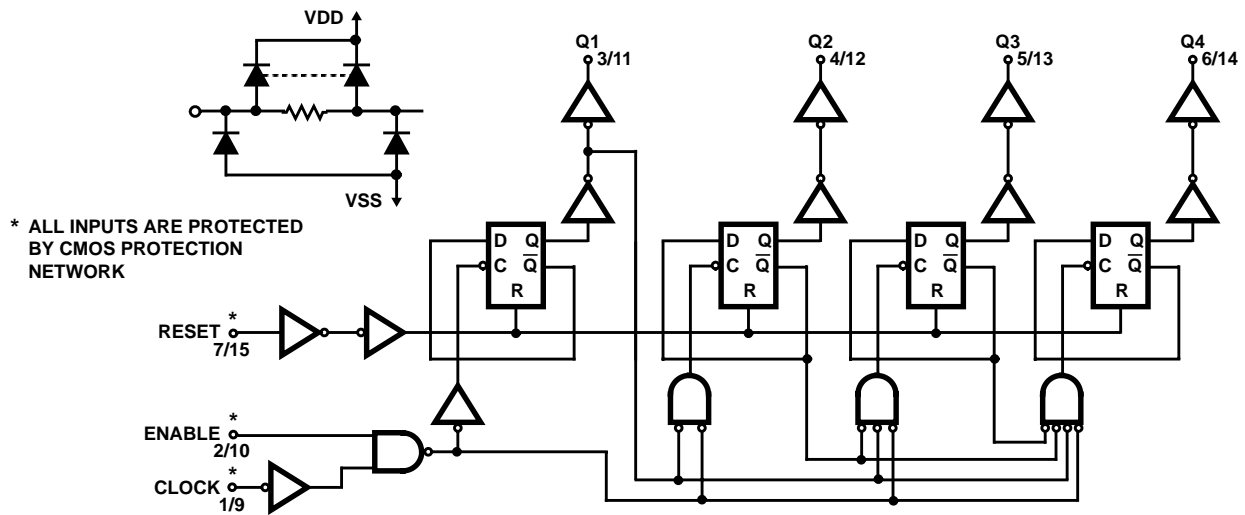 VDD
VSS
* ALL INPUTS ARE PROTECTED
BY CMOS PROTECTION
NETWORK
Q1
3/11
Q2
4/12
Q3
5/13
Q4
6/14
D Q
C Q̅
R
D Q
C Q̅
R
D Q
C Q̅
R
D Q
C Q̅
R
RESET *
7/15
ENABLE *
2/10
CLOCK *
1/9